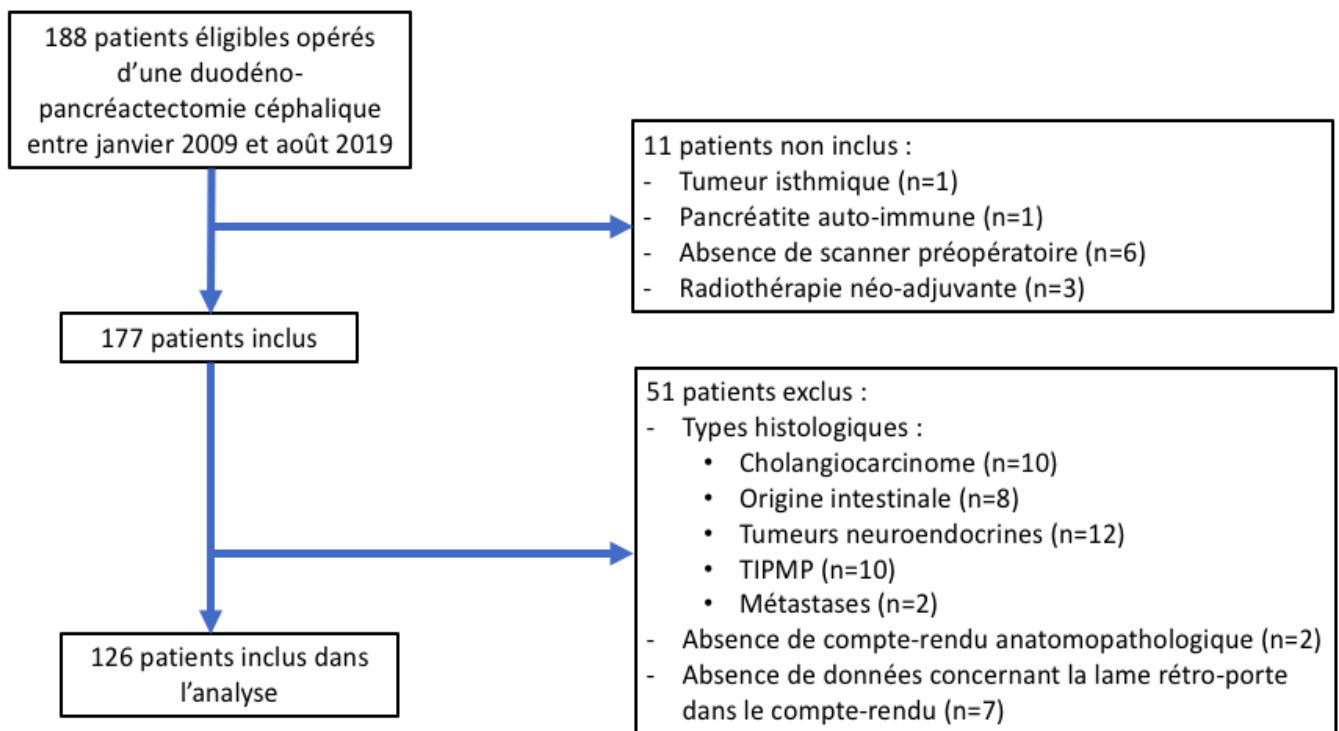 188 patients éligibles opérés
d'une duodéno-
pancréactectomie céphalique
entre janvier 2009 et août 2019
11 patients non inclus :
- Tumeur isthmique (n=1)
- Pancréatite auto-immune (n=1)
- Absence de scanner préopératoire (n=6)
- Radiothérapie néo-adjuvante (n=3)
177 patients inclus
51 patients exclus :
- Types histologiques :
• Cholangiocarcinome (n=10)
• Origine intestinale (n=8)
• Tumeurs neuroendocrines (n=12)
• TIPMP (n=10)
• Métastases (n=2)
- Absence de compte-rendu anatomopathologique (n=2)
- Absence de données concernant la lame rétro-porte
dans le compte-rendu (n=7)
126 patients inclus dans
l'analyse